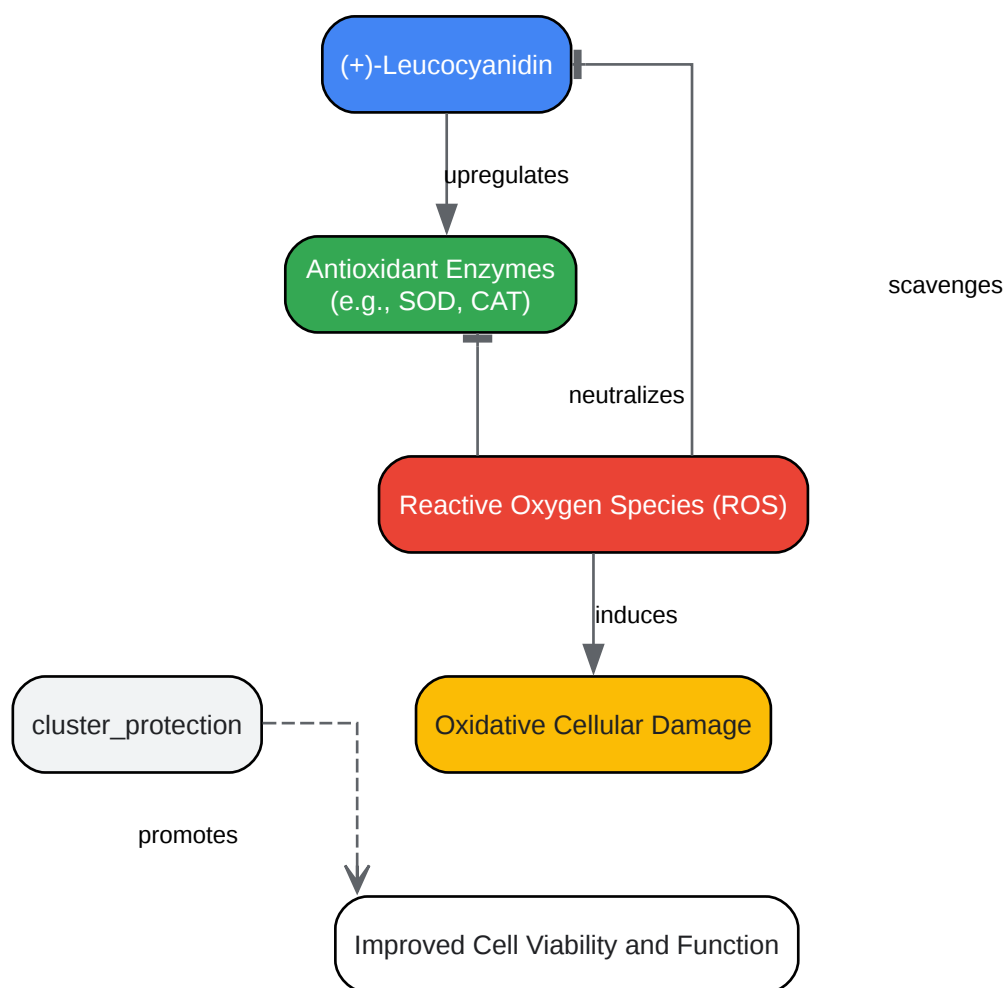 (+)-Leucocyanidin
upregulates
Antioxidant Enzymes
(e.g., SOD, CAT)
scavenges
neutralizes
Reactive Oxygen Species (ROS)
induces
cluster_protection
Oxidative Cellular Damage
promotes
Improved Cell Viability and Function